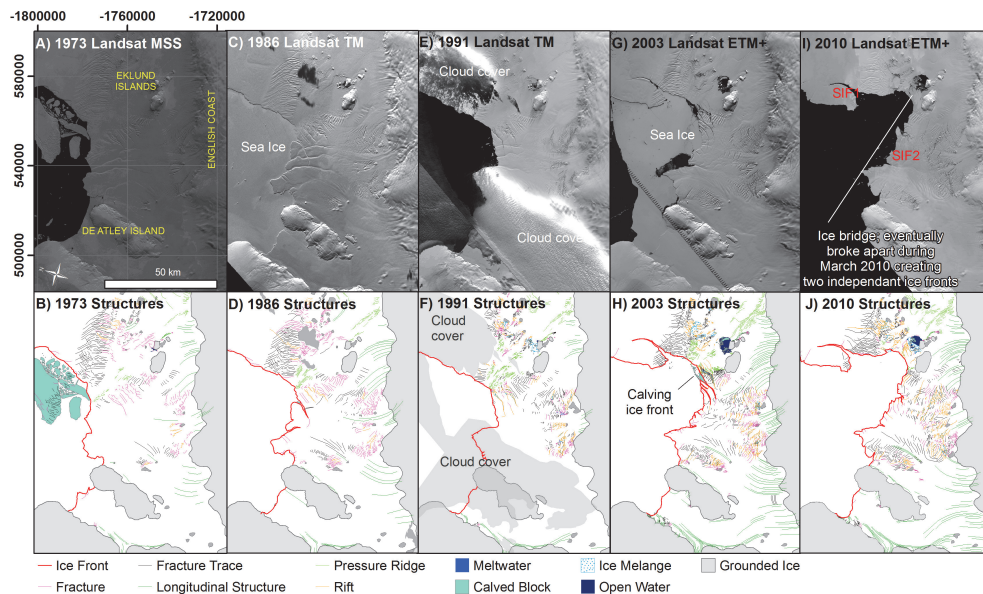 -1800000 -1760000 -1720000
A) 1973 Landsat MSS
C) 1986 Landsat TM
E) 1991 Landsat TM
G) 2003 Landsat ETM+
I) 2010 Landsat ETM+
580000
540000
500000
EKLUND
ISLANDS
ENGLISH COAST
DE ATLEY ISLAND
50 km
Sea Ice
Cloud cover
Cloud cover
Sea Ice
SIF1
SIF2
Ice bridge, eventually
broke apart during
March 2010 creating
two independant ice fronts
B) 1973 Structures
D) 1986 Structures
F) 1991 Structures
H) 2003 Structures
J) 2010 Structures
Cloud
cover
Cloud cover
Calving
ice front
Ice Front
Fracture Trace
Pressure Ridge
Meltwater
Ice Melange
Grounded Ice
Fracture
Longitudinal Structure
Rift
Calved Block
Open Water